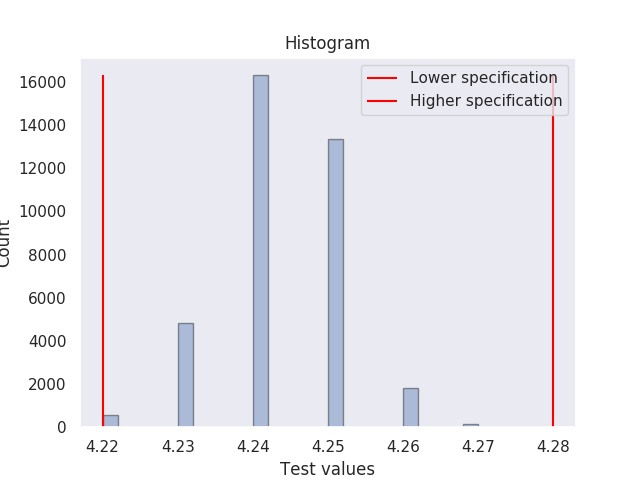 Histogram
Lower specification
Higher specification
16000
14000
12000
10000
8000
6000
4000
2000
0
Count
4.22 4.23 4.24 4.25 4.26 4.27 4.28
Test values